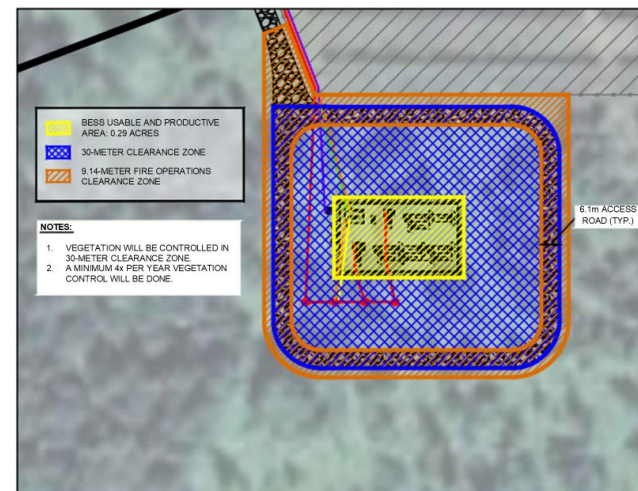 BESS USABLE AND PRODUCTIVE
AREA: 0.29 ACRES
30-METER CLEARANCE ZONE
9.14-METER FIRE OPERATIONS
CLEARANCE ZONE
NOTES:
1. VEGETATION WILL BE CONTROLLED IN
30-METER CLEARANCE ZONE.
2. A MINIMUM 4x PER YEAR VEGETATION
CONTROL WILL BE DONE.
6.1m ACCESS
ROAD (TYP.)